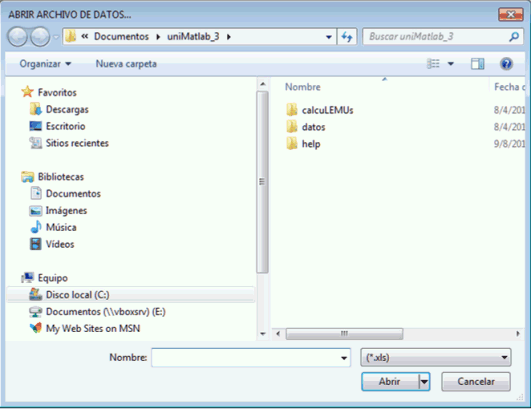 ABRIR ARCHIVO DE DATOS...
« Documentos ▸ uniMatlab_3 ▸
Buscar uniMatlab_3
Organizar ▼ Nueva carpeta
Favoritos
Descargas
Escritorio
Sitios recientes
Bibliotecas
Documentos
Imágenes
Música
Vídeos
Equipo
Disco local (C:)
Documentos (\\vboxsrv) (E:)
My Web Sites on MSN
Nombre Fecha
calcuLEMUs 8/4/201
datos 8/4/201
help 9/8/201
Nombre: (*.xls)
Abrir Cancelar